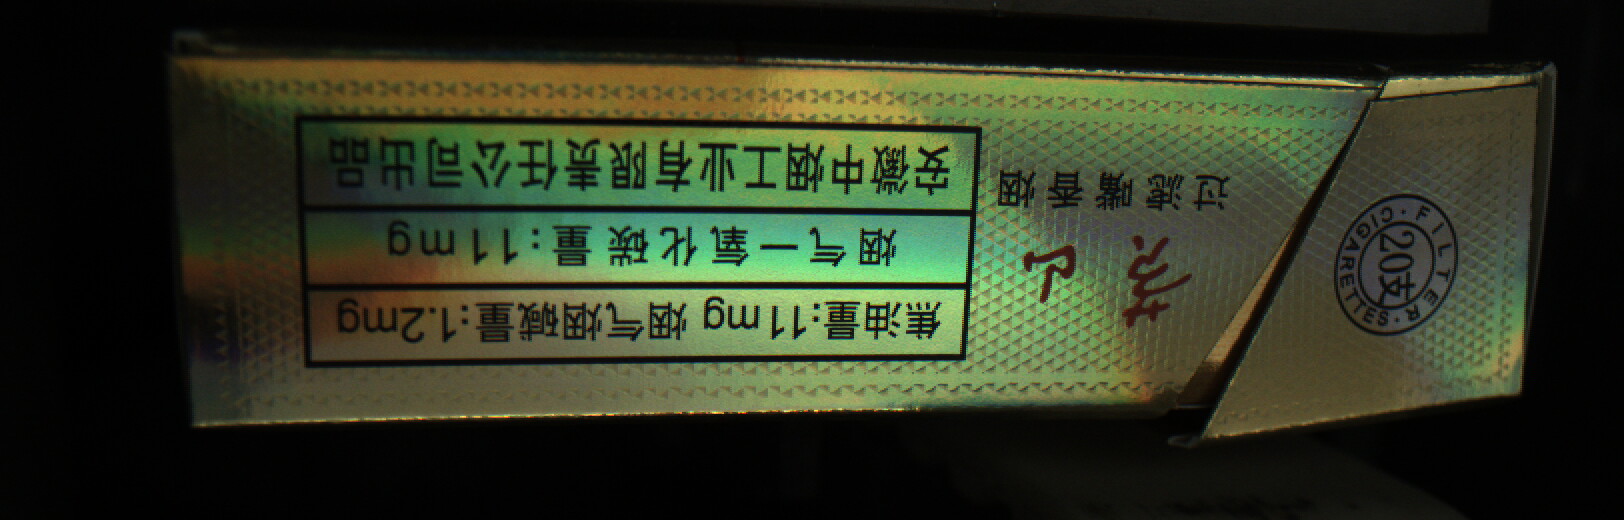 FILTER · CIGARETTES ·
20支
黄山
过滤嘴香烟
焦油量:11mg 烟气烟碱量:1.2mg
烟气一氧化碳量:11mg
安徽中烟工业有限责任公司出品